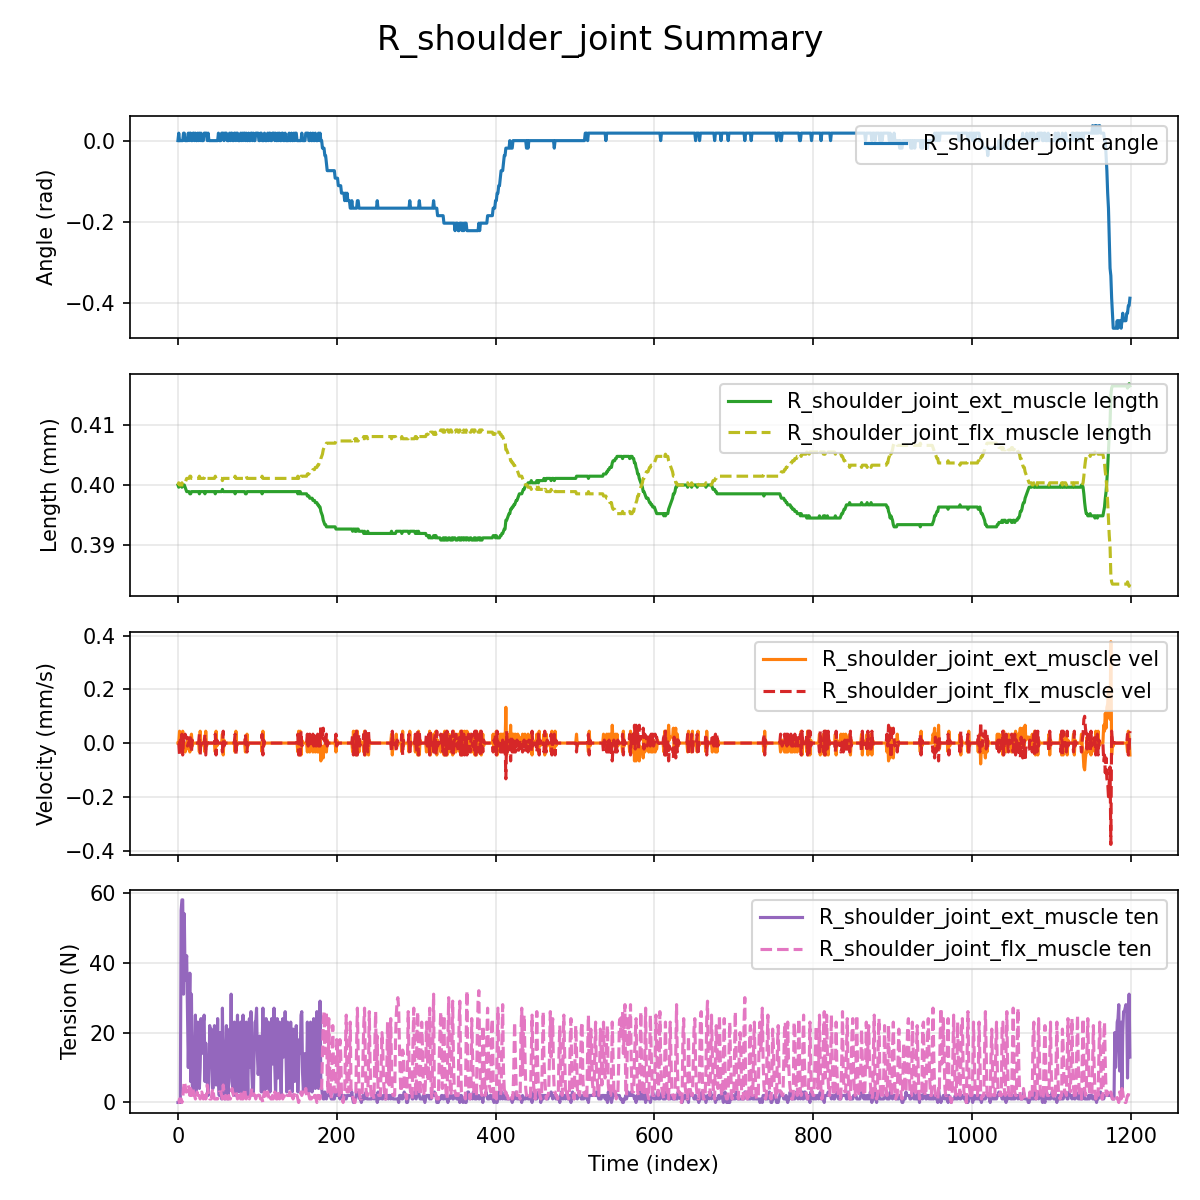 R_shoulder_joint Summary
0.0
−0.2
−0.4
Angle (rad)
R_shoulder_joint angle
0.41
0.40
0.39
Length (mm)
R_shoulder_joint_ext_muscle length
R_shoulder_joint_flx_muscle length
0.4
0.2
0.0
−0.2
−0.4
Velocity (mm/s)
R_shoulder_joint_ext_muscle vel
R_shoulder_joint_flx_muscle vel
60
40
20
0
Tension (N)
R_shoulder_joint_ext_muscle ten
R_shoulder_joint_flx_muscle ten
0 200 400 600 800 1000 1200
Time (index)